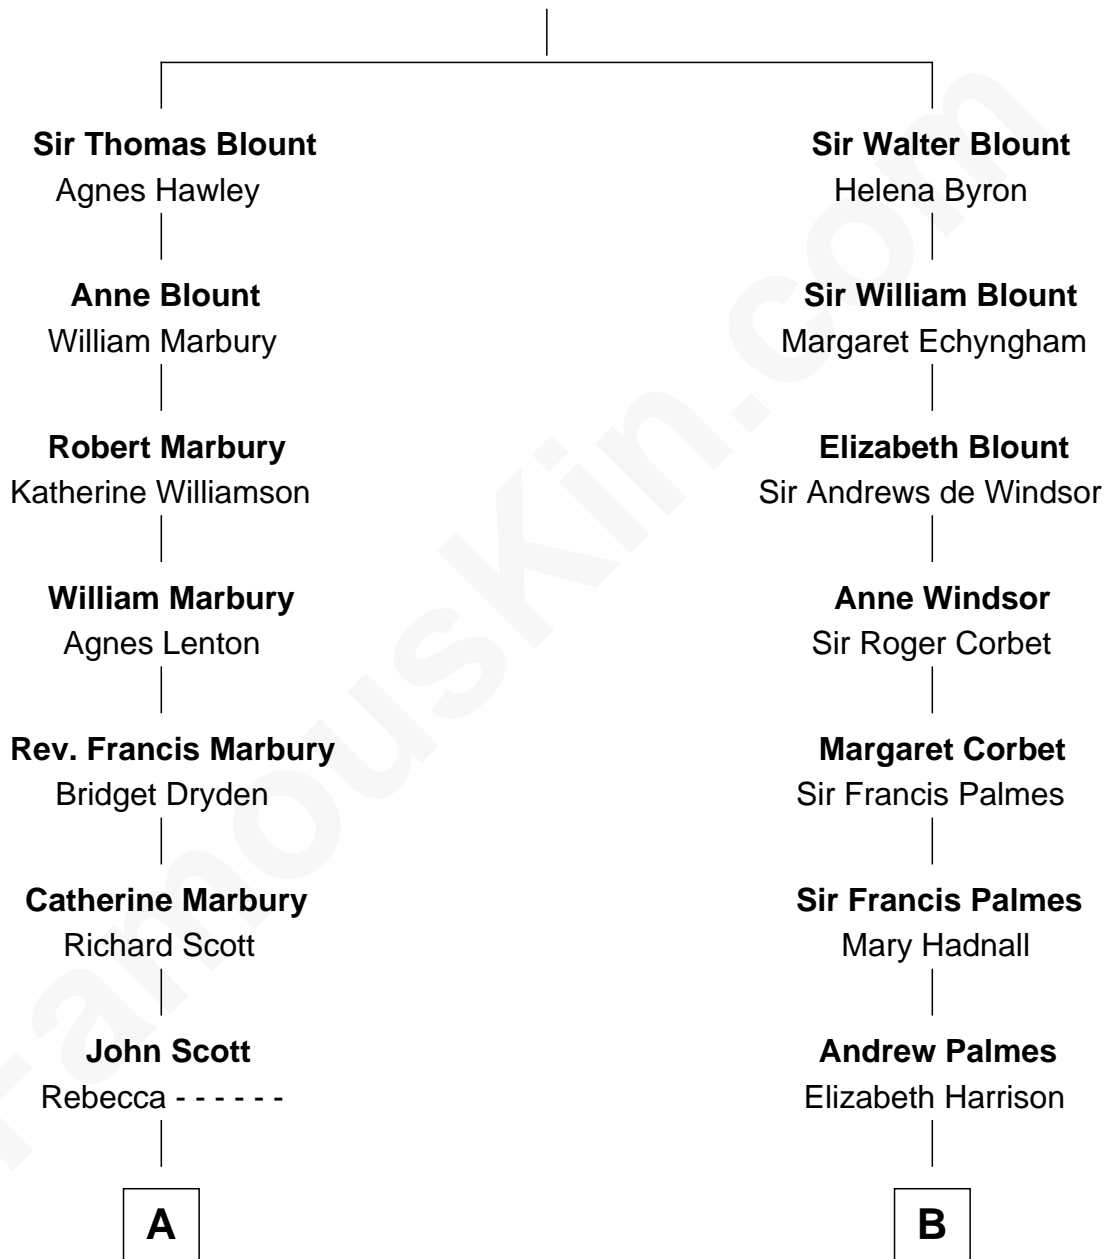 Sir Thomas Blount
Agnes Hawley
Anne Blount
William Marbury
Robert Marbury
Katherine Williamson
William Marbury
Agnes Lenton
Rev. Francis Marbury
Bridget Dryden
Catherine Marbury
Richard Scott
John Scott
Rebecca - - - - - -
A
Sir Walter Blount
Helena Byron
Sir William Blount
Margaret Echyngham
Elizabeth Blount
Sir Andrews de Windsor
Anne Windsor
Sir Roger Corbet
Margaret Corbet
Sir Francis Palmes
Sir Francis Palmes
Mary Hadnall
Andrew Palmes
Elizabeth Harrison
B
FamousKin.com